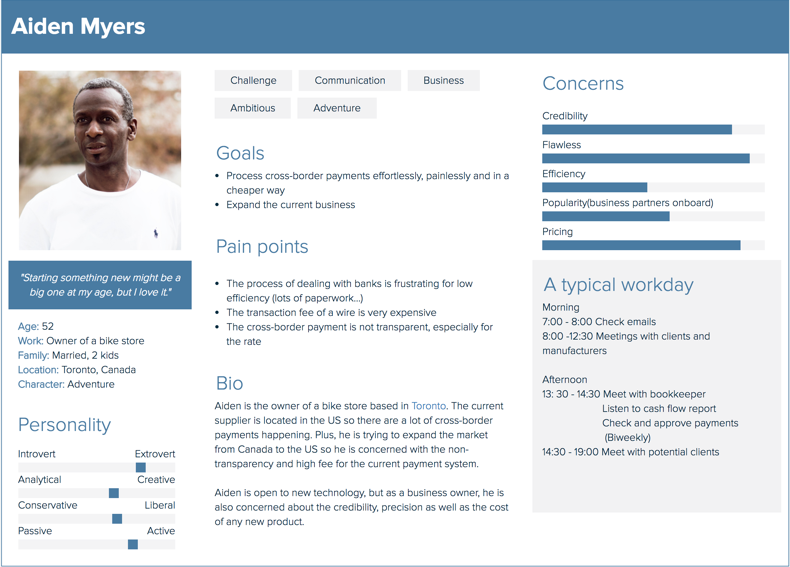 Aiden Myers
"Starting something new might be a
big one at my age, but I love it."
Age: 52
Work: Owner of a bike store
Family: Married, 2 kids
Location: Toronto, Canada
Character: Adventure
Personality
Introvert Extrovert
Analytical Creative
Conservative Liberal
Passive Active
Challenge Communication Business
Ambitious Adventure
Goals
• Process cross-border payments effortlessly, painlessly and in a
cheaper way
• Expand the current business
Pain points
• The process of dealing with banks is frustrating for low
efficiency (lots of paperwork...)
• The transaction fee of a wire is very expensive
• The cross-border payment is not transparent, especially for
the rate
Bio
Aiden is the owner of a bike store based in Toronto. The current
supplier is located in the US so there are a lot of cross-border
payments happening. Plus, he is trying to expand the market
from Canada to the US so he is concerned with the non-
transparency and high fee for the current payment system.
Aiden is open to new technology, but as a business owner, he is
also concerned about the credibility, precision as well as the cost
of any new product.
Concerns
Credibility
Flawless
Efficiency
Popularity(business partners onboard)
Pricing
A typical workday
Morning
7:00 - 8:00 Check emails
8:00 -12:30 Meetings with clients and
manufacturers
Afternoon
13: 30 - 14:30 Meet with bookkeeper
Listen to cash flow report
Check and approve payments
(Biweekly)
14:30 - 19:00 Meet with potential clients